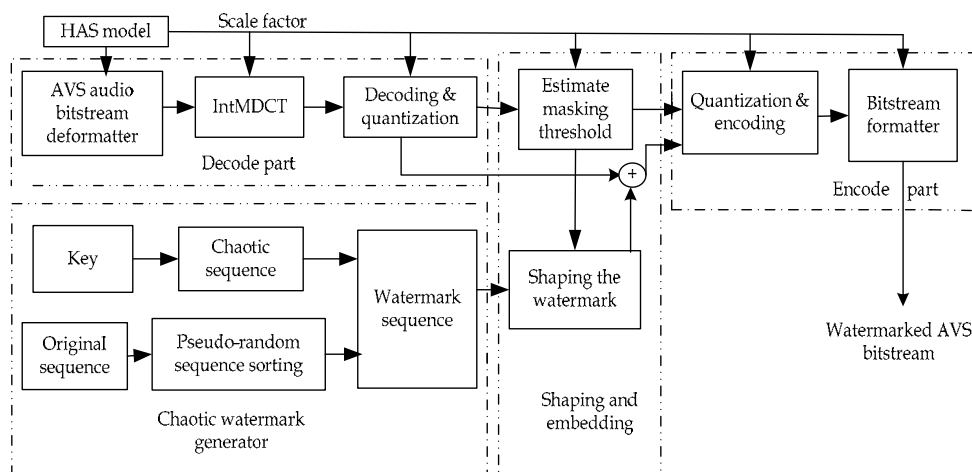 HAS model
Scale factor
AVS audio
bitstream
deformatter
IntMDCT
Decoding &
quantization
Decode part
Estimate
masking
threshold
Quantization &
encoding
Bitstream
formatter
+
Encode part
Key
Chaotic
sequence
Watermark
sequence
Original
sequence
Pseudo-random
sequence sorting
Chaotic watermark
generator
Shaping the
watermark
Shaping and
embedding
Watermarked AVS
bitstream